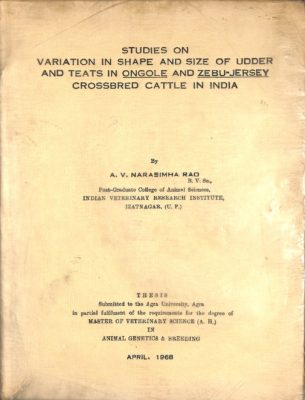 STUDIES ON
VARIATION IN SHAPE AND SIZE OF UDDER
AND TEATS IN ONGOLE AND ZEBU-JERSEY
CROSSBRED CATTLE IN INDIA
By
A. V. NARASIMHA RAO
B. V. Sc.,
Post-Graduate College of Animal Sciences,
INDIAN VETERINARY RESEARCH INSTITUTE,
IZATNAGAR, (U. P.)
THESIS
Submitted to the Agra University, Agra
in partial fulfilment of the requirements for the degree of
MASTER OF VETERINARY SCIENCE (A. H.)
IN
ANIMAL GENETICS & BREEDING
APRIL, 1968